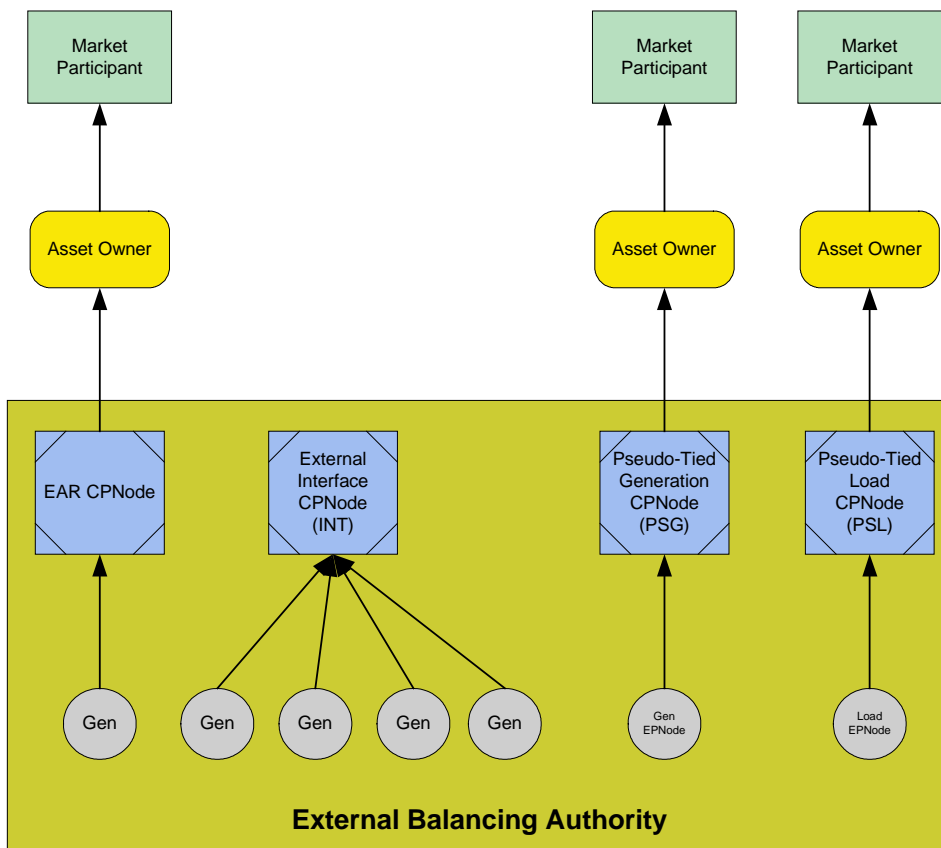 Market
Participant
Market
Participant
Market
Participant
Asset Owner
Asset Owner
Asset Owner
EAR CPNode
External
Interface
CPNode
(INT)
Pseudo-Tied
Generation
CPNode
(PSG)
Pseudo-Tied
Load
CPNode
(PSL)
Gen
Gen
Gen
Gen
Gen
Gen
EPNode
Load
EPNode
External Balancing Authority